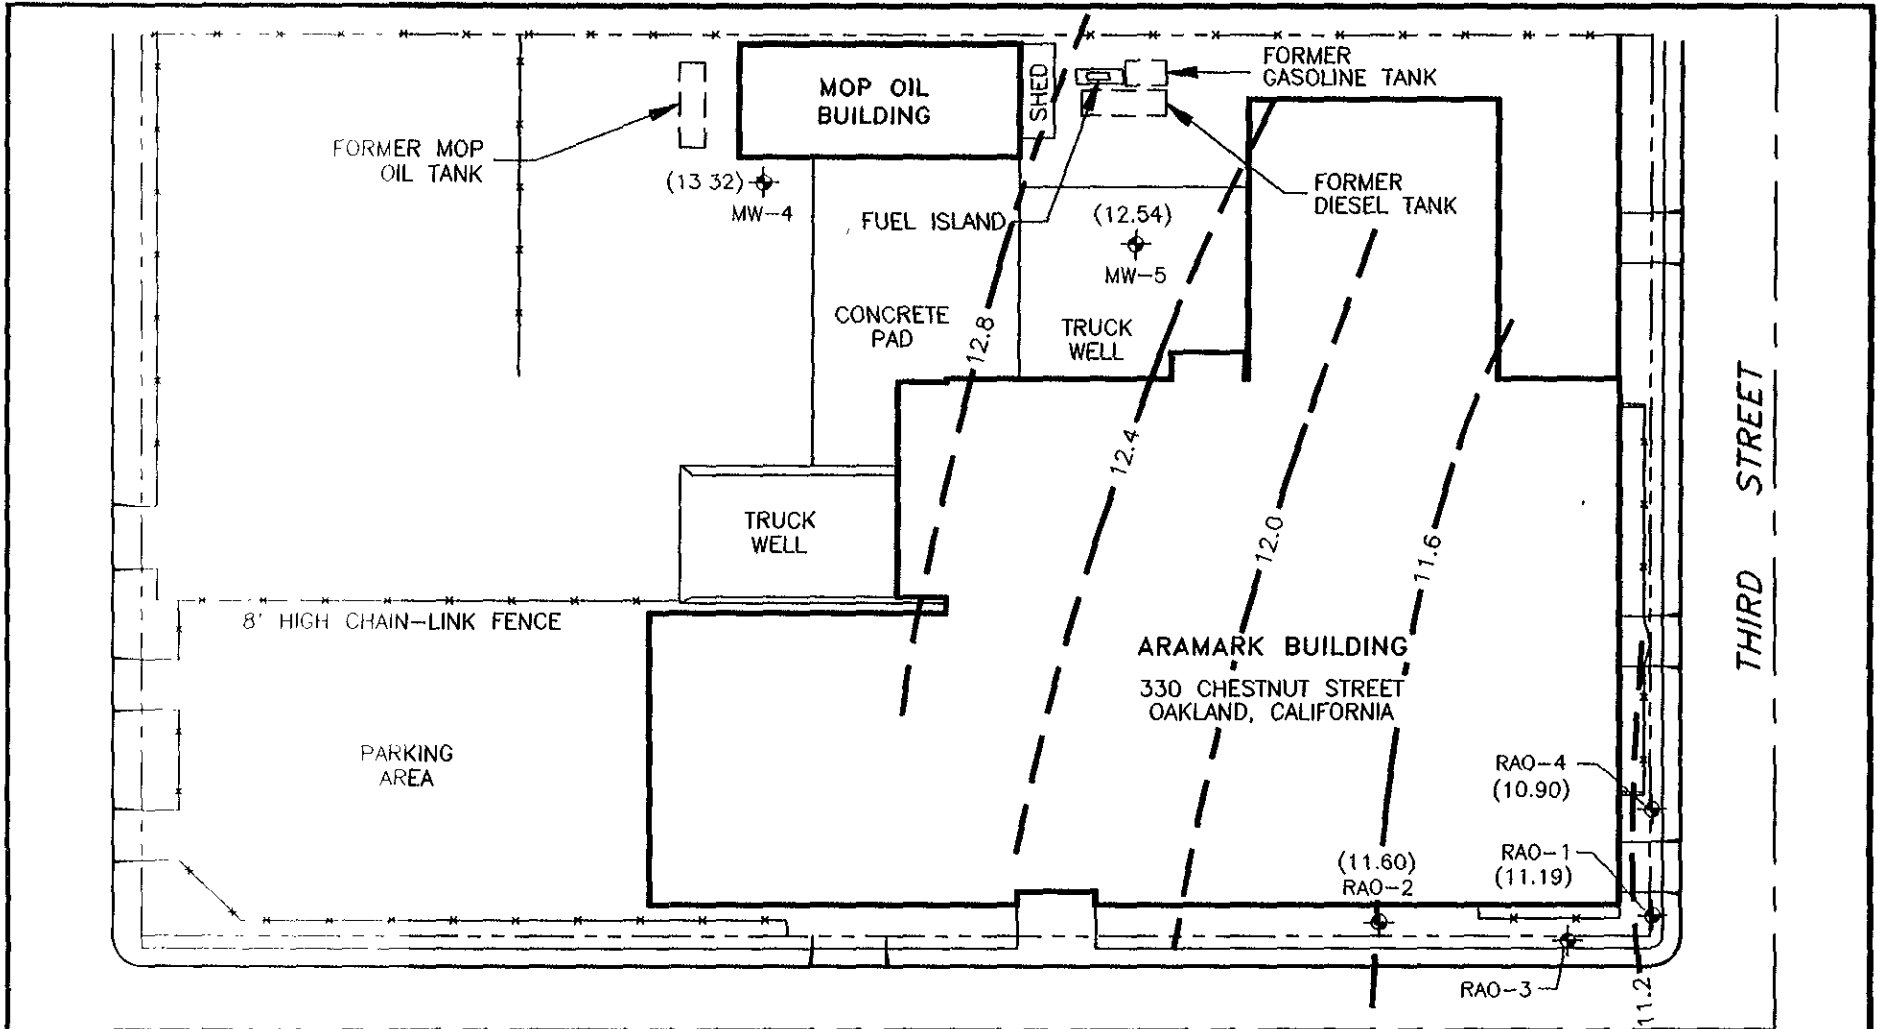 MOP OIL
BUILDING
SHED
FORMER
GASOLINE TANK
FORMER MOP
OIL TANK
(13 32)
MW-4
FUEL ISLAND
(12.54)
MW-5
FORMER
DIESEL TANK
CONCRETE
PAD
12.8
TRUCK
WELL
12.4
12.0
11.6
THIRD STREET
TRUCK
WELL
8' HIGH CHAIN-LINK FENCE
ARAMARK BUILDING
330 CHESTNUT STREET
OAKLAND, CALIFORNIA
PARKING
AREA
RAO-4
(10.90)
RAO-1
(11.19)
(11.60)
RAO-2
RAO-3
11.2